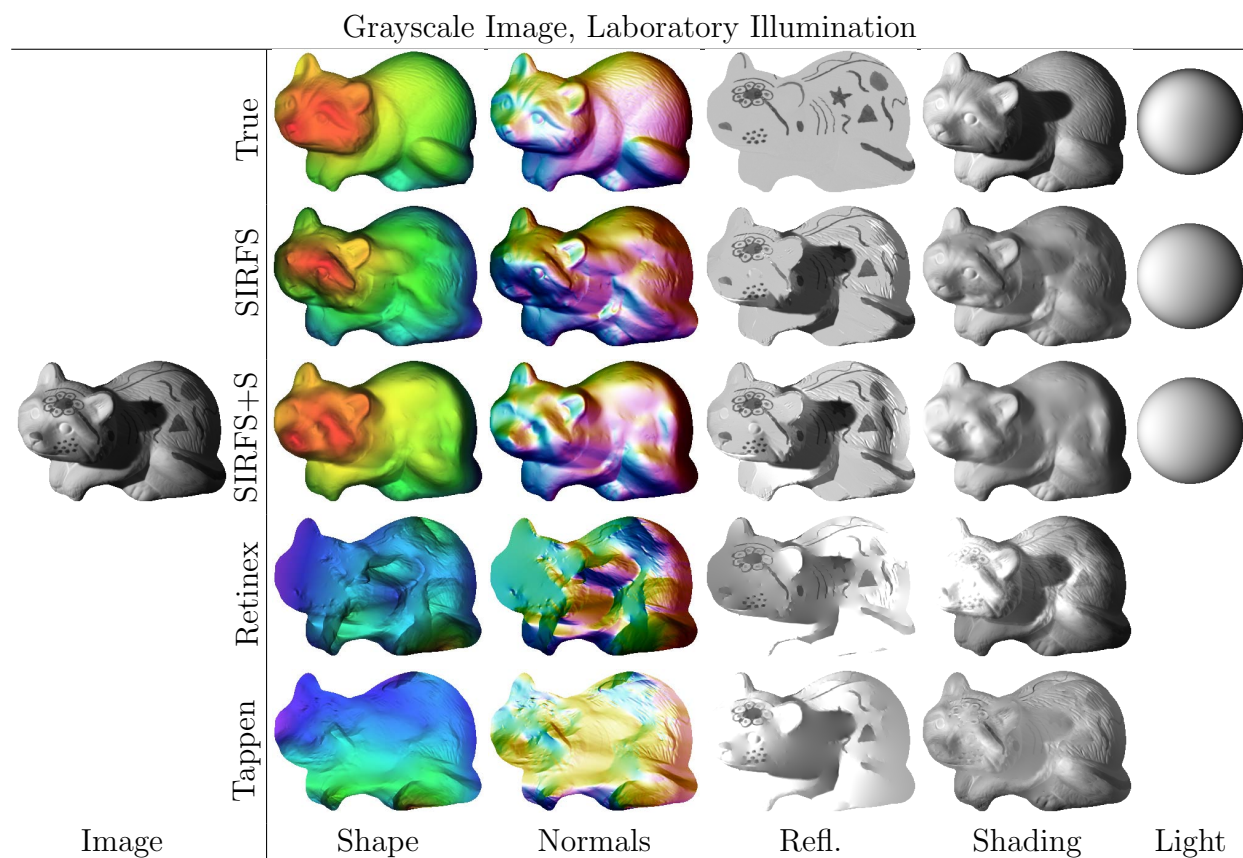 Grayscale Image, Laboratory Illumination
True
SIRFS
SIRFS+S
Retinex
Tappen
Image Shape Normals Refl. Shading Light